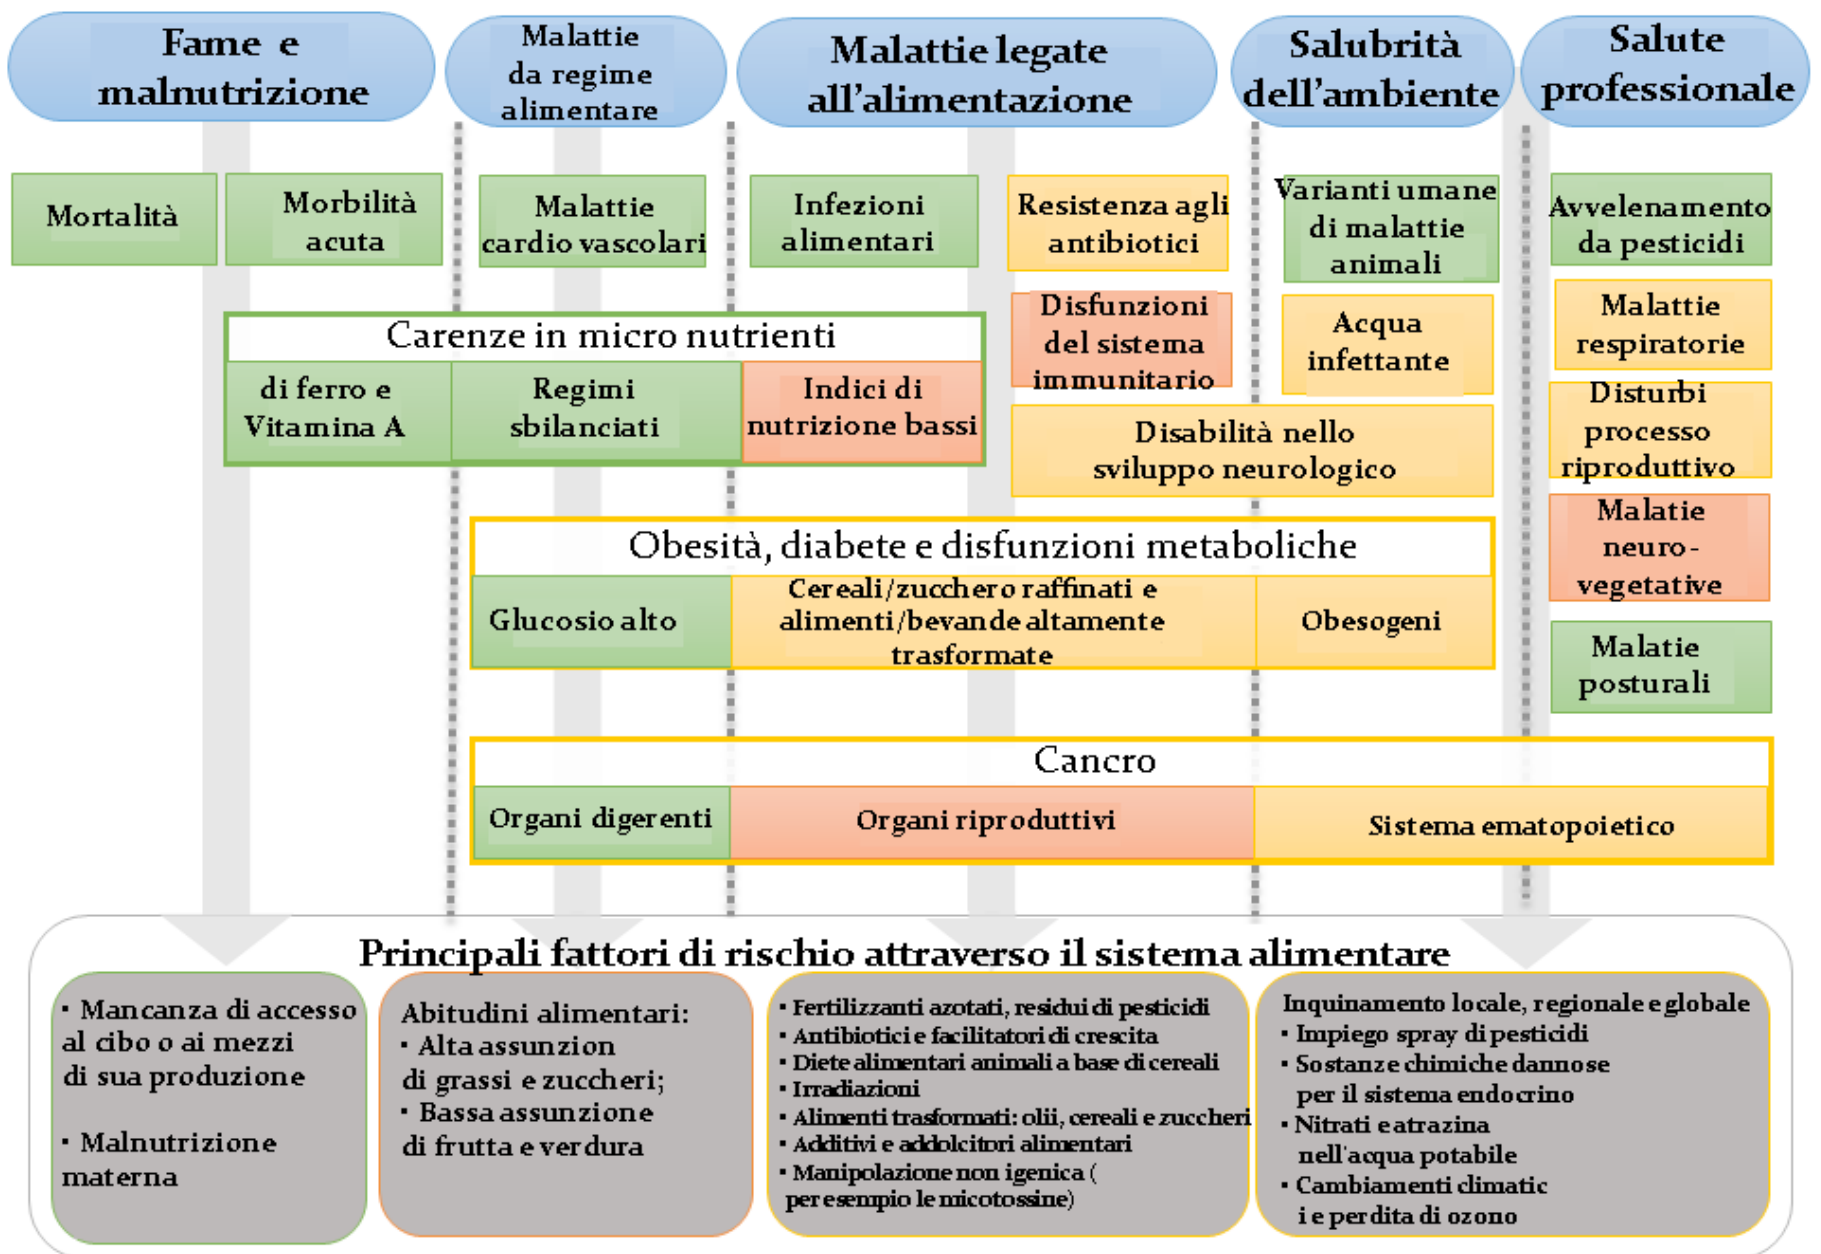 Fame e
malnutrizione
Malattie
da regime
alimentare
Malattie legate
all'alimentazione
Salubrità
dell'ambiente
Salute
professionale
Mortalità
Morbilità
acuta
Malattie
cardio vascolari
Infezioni
alimentari
Resistenza agli
antibiotici
Varianti umane
di malattie
animali
Avvelenamento
da pesticidi
Disfunzioni
del sistema
immunitario
Acqua
infettante
Malattie
respiratorie
Carenze in micro nutrienti
di ferro e
Vitamina A
Regimi
sbilanciati
Indici di
nutrizione bassi
Disabilità nello
sviluppo neurologico
Disturbi
processo
riproduttivo
Malatie
neuro-
vegetative
Obesità, diabete e disfunzioni metaboliche
Glucosio alto
Cereali/zucchero raffinati e
alimenti/bevande altamente
trasformate
Obesogeni
Malatie
posturali
Cancro
Organi digerenti
Organi riproduttivi
Sistema ematopoietico
Principali fattori di rischio attraverso il sistema alimentare
▪ Mancanza di accesso
al cibo o ai mezzi
di sua produzione
▪ Malnutrizione
materna
Abitudini alimentari:
▪ Alta assunzion
di grassi e zuccheri;
▪ Bassa assunzione
di frutta e verdura
▪ Fertilizzanti azotati, residui di pesticidi
▪ Antibiotici e facilitatori di crescita
▪ Diete alimentari animali a base di cereali
▪ Irradiazioni
▪ Alimenti trasformati: olii, cereali e zuccheri
▪ Additivi e addolcitori alimentari
▪ Manipolazione non igenica (
per esempio le micotossine)
Inquinamento locale, regionale e globale
▪ Impiego spray di pesticidi
▪ Sostanze chimiche dannose
per il sistema endocrino
▪ Nitrati e atrazina
nell'acqua potabile
▪ Cambiamenti climatic
i e perdita di ozono